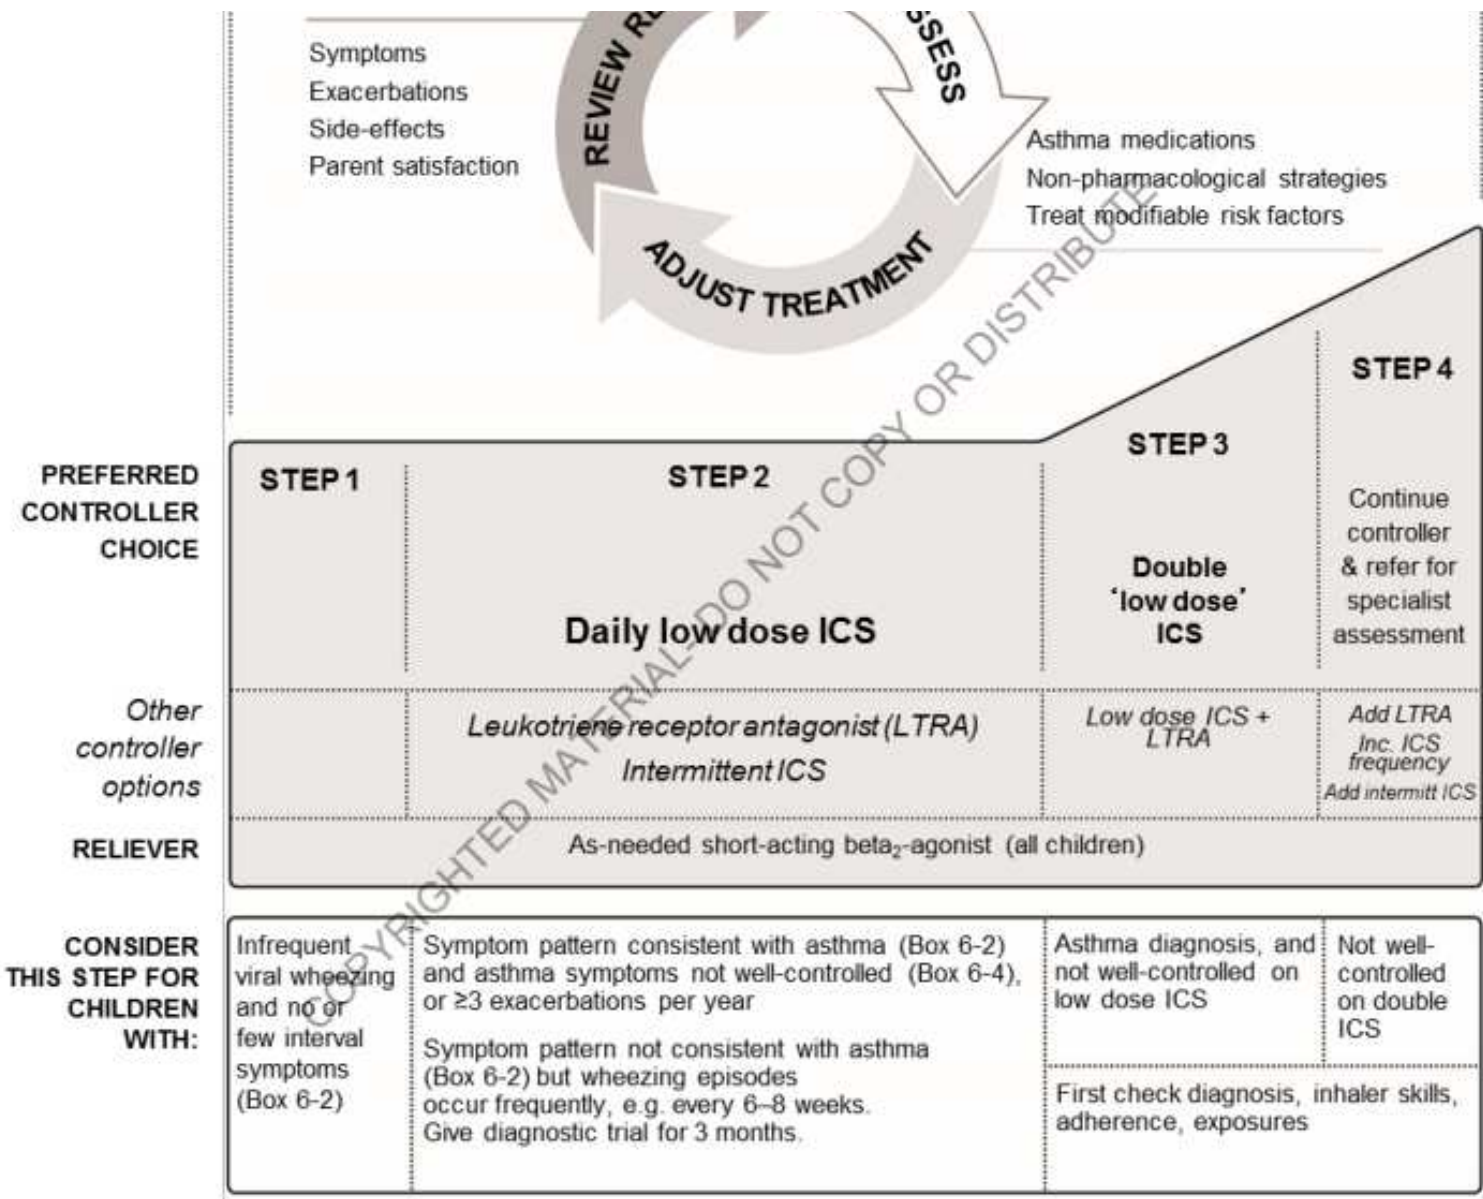 Symptoms
Exacerbations
Side-effects
Parent satisfaction
REVIEW
ADJUST TREATMENT
Asthma medications
Non-pharmacological strategies
Treat modifiable risk factors
COPYRIGHTED MATERIAL- DO NOT COPY OR DISTRIBUTE
PREFERRED
CONTROLLER
CHOICE
STEP 1
STEP 2
Daily low dose ICS
STEP 3
Double
‘low dose’
ICS
STEP 4
Continue
controller
& refer for
specialist
assessment
Other
controller
options
Leukotriene receptor antagonist (LTRA)
Intermittent ICS
Low dose ICS +
LTRA
Add LTRA
Inc. ICS
frequency
Add intermitt ICS
RELIEVER
As-needed short-acting beta₂-agonist (all children)
CONSIDER
THIS STEP FOR
CHILDREN
WITH:
Infrequent
viral wheezing
and no or
few interval
symptoms
(Box 6-2)
Symptom pattern consistent with asthma (Box 6-2)
and asthma symptoms not well-controlled (Box 6-4),
or ≥3 exacerbations per year
Symptom pattern not consistent with asthma
(Box 6-2) but wheezing episodes
occur frequently, e.g. every 6–8 weeks.
Give diagnostic trial for 3 months.
Asthma diagnosis, and
not well-controlled on
low dose ICS
Not well-
controlled
on double
ICS
First check diagnosis, inhaler skills,
adherence, exposures